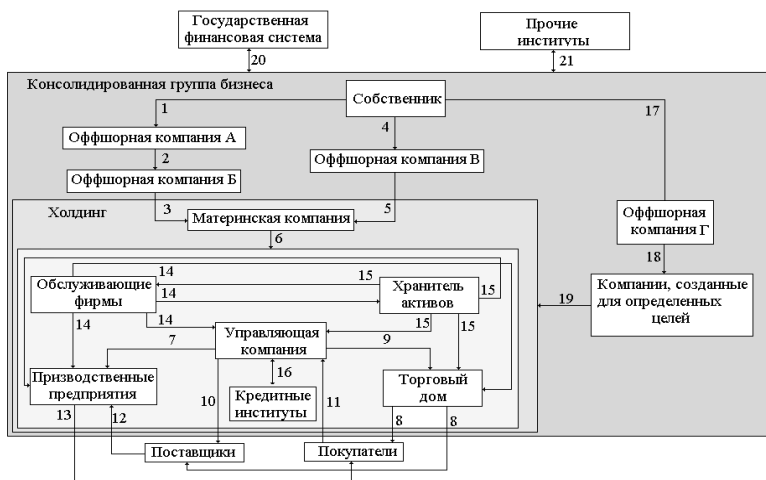 Государственная
финансовая система
Прочие
институты
20
21
Консолидированная группа бизнеса
Собственник
1
4
17
Оффшорная компания А
2
Оффшорная компания В
Оффшорная компания Б
3
5
Холдинг
Материнская компания
Оффшорная
компания Г
6
18
14
15
Обслуживающие
фирмы
Хранитель
активов
15
14
Компании, созданные
для определенных
целей
19
14
14
15
15
Управляющая
компания
7
9
16
Призводственные
предприятия
Торговый
дом
Кредитные
институты
10
11
13
12
8
8
Поставщики
Покупатели